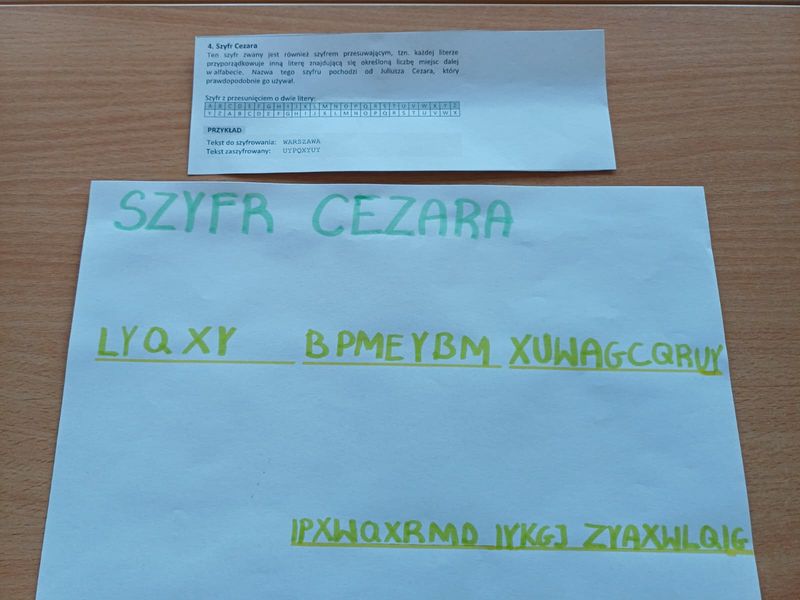 4. Szyfr Cezara
Ten szyfr zwany jest również szyfrem przesuwającym, tzn. każdej literze
przyporządkowuje inną literę znajdującą się określoną liczbę miejsc dalej
w alfabecie. Nazwa tego szyfru pochodzi od Juliusza Cezara, który
prawdopodobnie go używał.
Szyfr z przesunięciem o dwie litery:
A B C D E F G H I J K L M N O P Q R S T U V W X Y Z
Y Z A B C D E F G H I J K L M N O P Q R S T U V W X
PRZYKŁAD
Tekst do szyfrowania: WARSZAWA
Tekst zaszyfrowany: UYPQXYUY
SZYFR CEZARA
LYQXY BPMEYBM XUWAGCQRUY
IPXWQXRMD IYKGJ ZYAXWLQIG